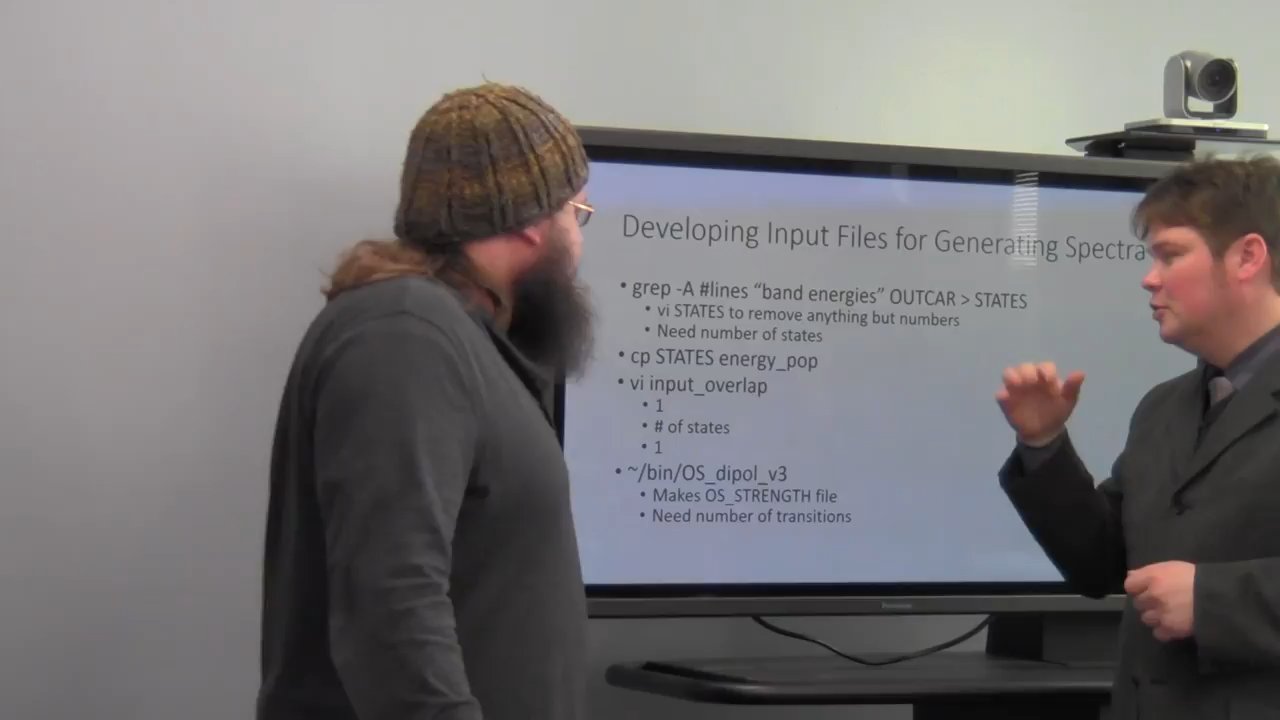 Developing Input Files for Generating Spectra
• grep -A #lines “band energies” OUTCAR > STATES
• vi STATES to remove anything but numbers
• Need number of states
• cp STATES energy_pop
• vi input_overlap
• 1
• # of states
• 1
• ~/bin/OS_dipol_v3
• Makes OS_STRENGTH file
• Need number of transitions
Panasonic